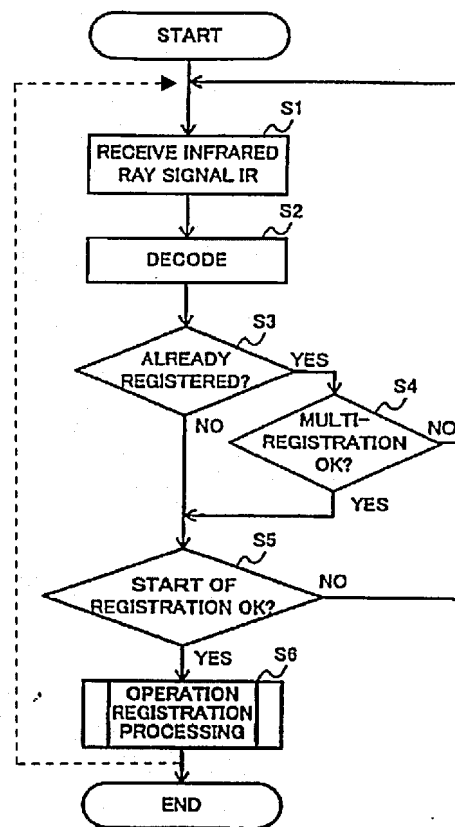 START
S1
RECEIVE INFRARED
RAY SIGNAL IR
S2
DECODE
S3
ALREADY
REGISTERED?
YES
NO
S4
MULTI-
REGISTRATION
OK?
NO
YES
S5
START OF
REGISTRATION OK?
NO
YES
S6
OPERATION
REGISTRATION
PROCESSING
END